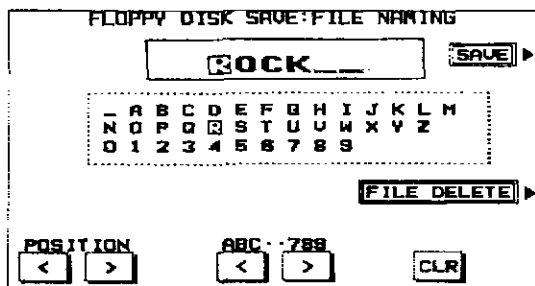 FLOPPY DISK SAVE:FILE NAMING
ROCK__
SAVE
_ A B C D E F G H I J K L M
N O P Q R S T U V W X Y Z
0 1 2 3 4 5 6 7 8 9
FILE DELETE
POSITION ABC··789
< > < > CLR